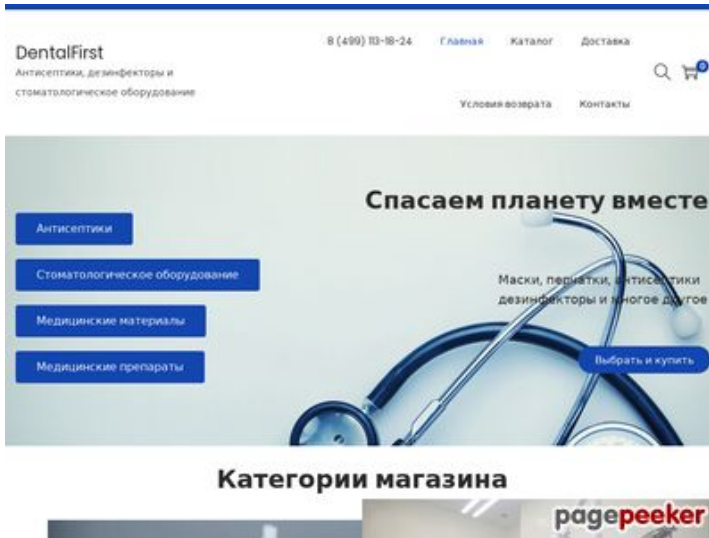 DentalFirst
Антисептики, дезинфекторы и
стоматологическое оборудование
8 (499) 113-18-24
Главная
Каталог
Доставка
0
Условия возврата
Контакты
Спасаем планету вместе
Антисептики
Стоматологическое оборудование
Медицинские материалы
Медицинские препараты
Маски, перчатки, антисептики
дезинфекторы и многое другое
Выбрать и купить
Категории магазина
pagepeeker